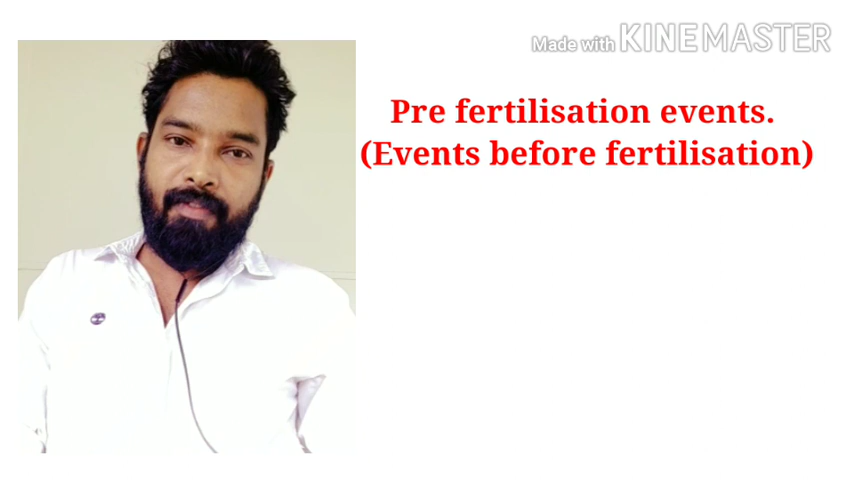 Made with KINEMASTER
Pre fertilisation events.
(Events before fertilisation)